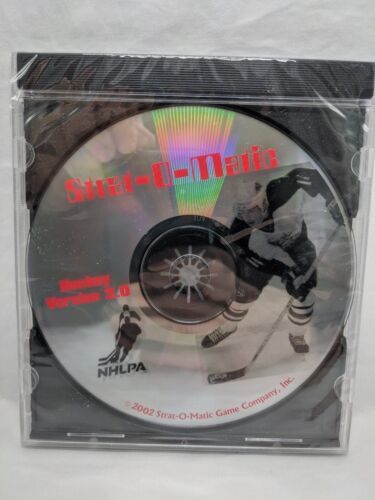 Strat-O-Matic
Hockey
Version 2.0
NHLPA
©2002 Strat-O-Matic Game Company, Inc.